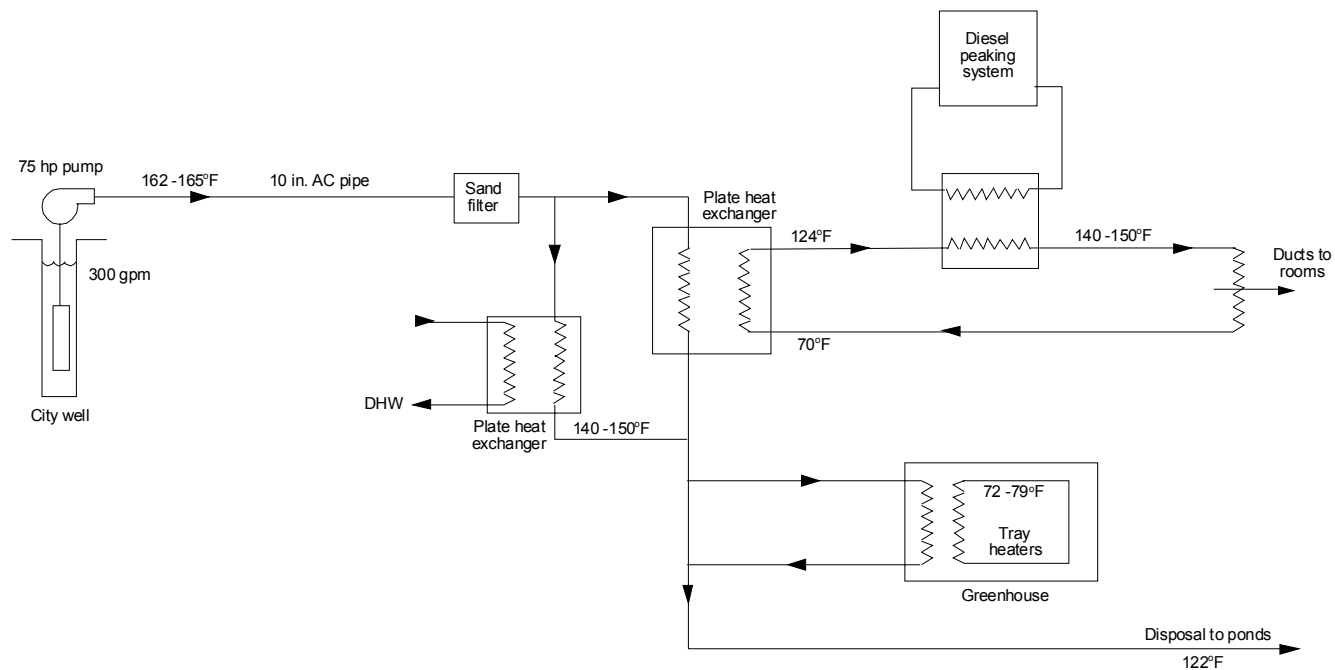 Diesel
peaking
system
75 hp pump
162 -165°F
10 in. AC pipe
Sand
filter
Plate heat
exchanger
124°F
140 -150°F
Ducts to
rooms
300 gpm
70°F
City well
DHW
Plate heat
exchanger
140 -150°F
72 -79°F
Tray
heaters
Greenhouse
Disposal to ponds
122°F